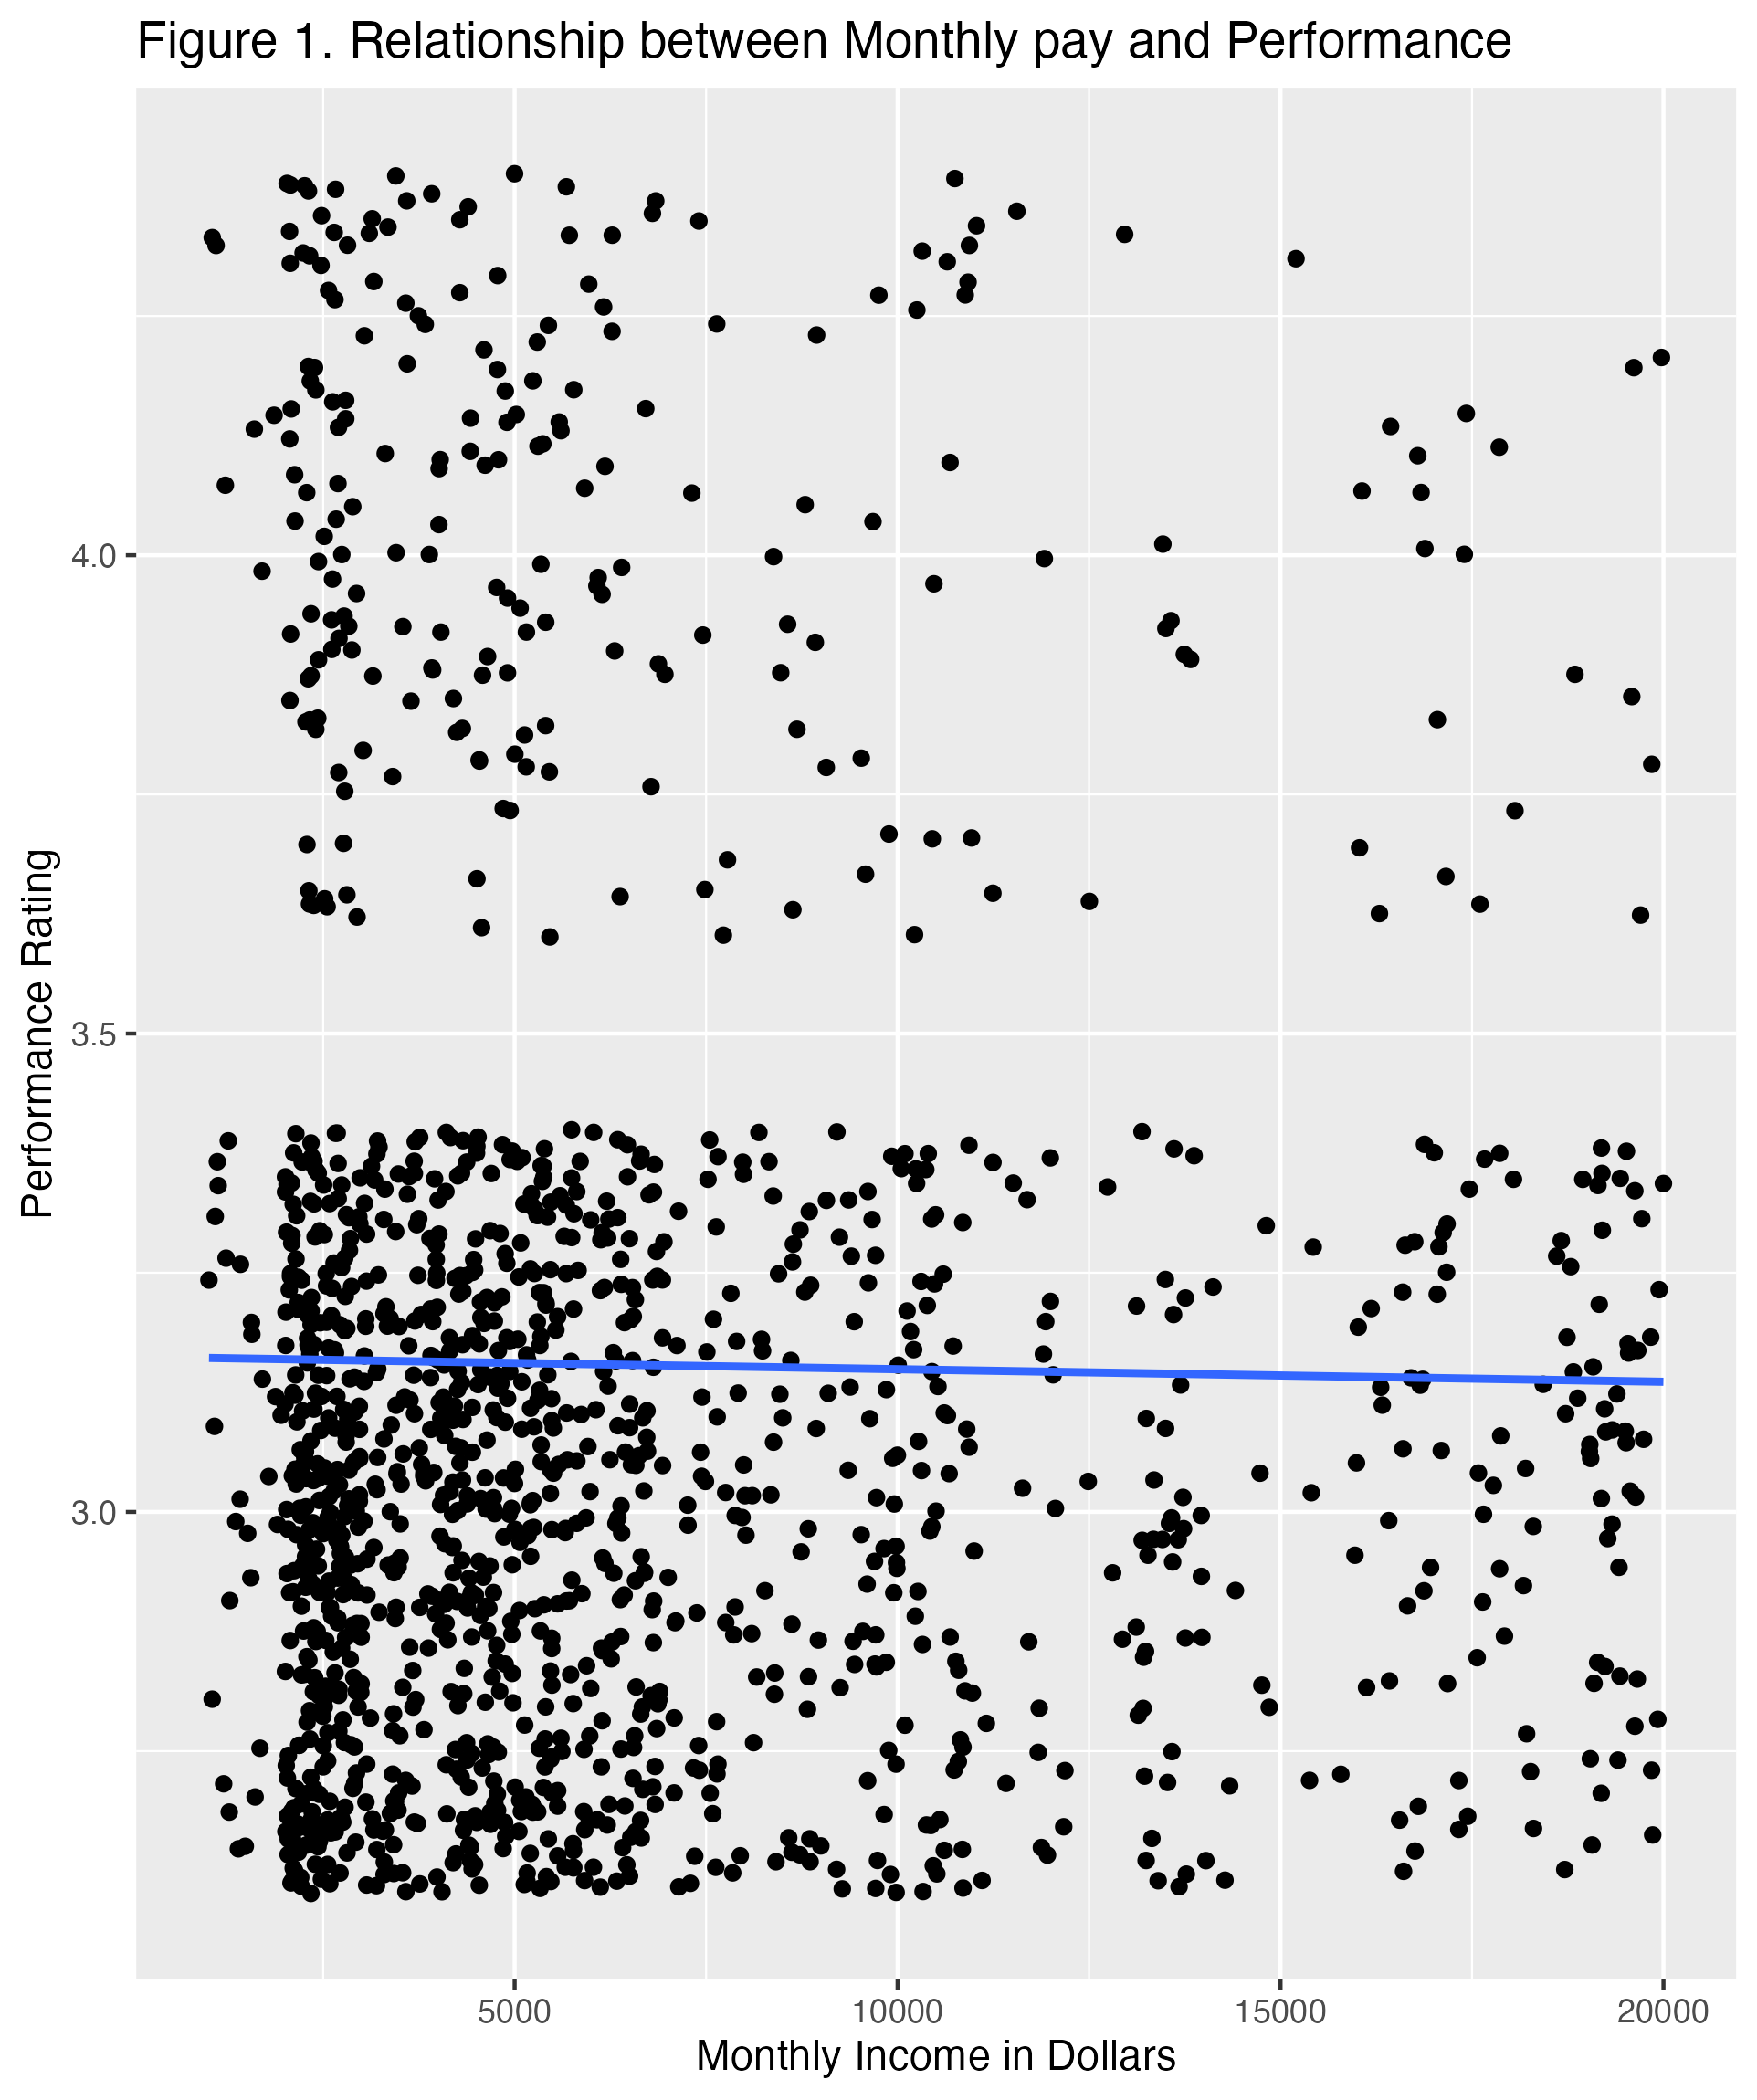 Figure 1. Relationship between Monthly pay and Performance
Performance Rating
4.0
3.5
3.0
5000
10000
15000
20000
Monthly Income in Dollars